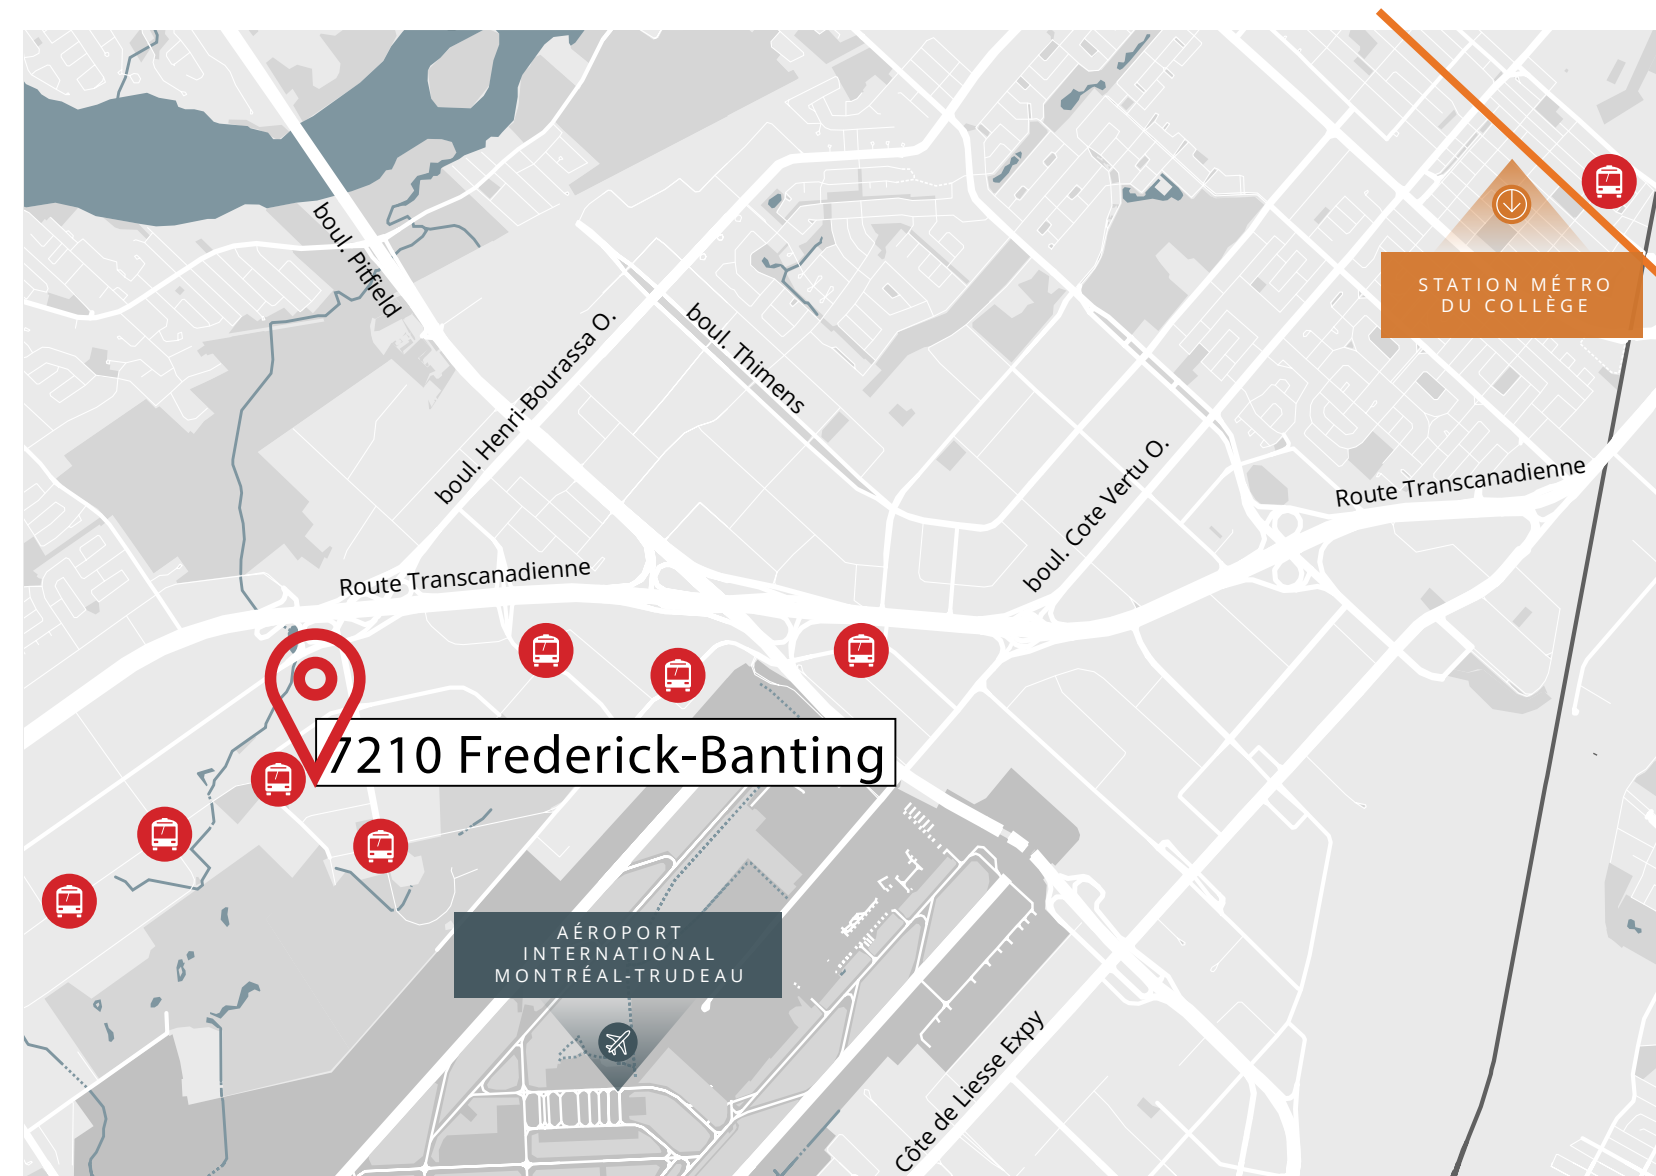 boul. Pitfield
STATION MÉTRO
DU COLLÈGE
boul. Henri-Bourassa O.
boul. Thimens
boul. Cote Vertu O.
Route Transcanadienne
Route Transcanadienne
7210 Frederick-Banting
AÉROPORT
INTERNATIONAL
MONTRÉAL-TRUDEAU
Côte de Liesse Expy